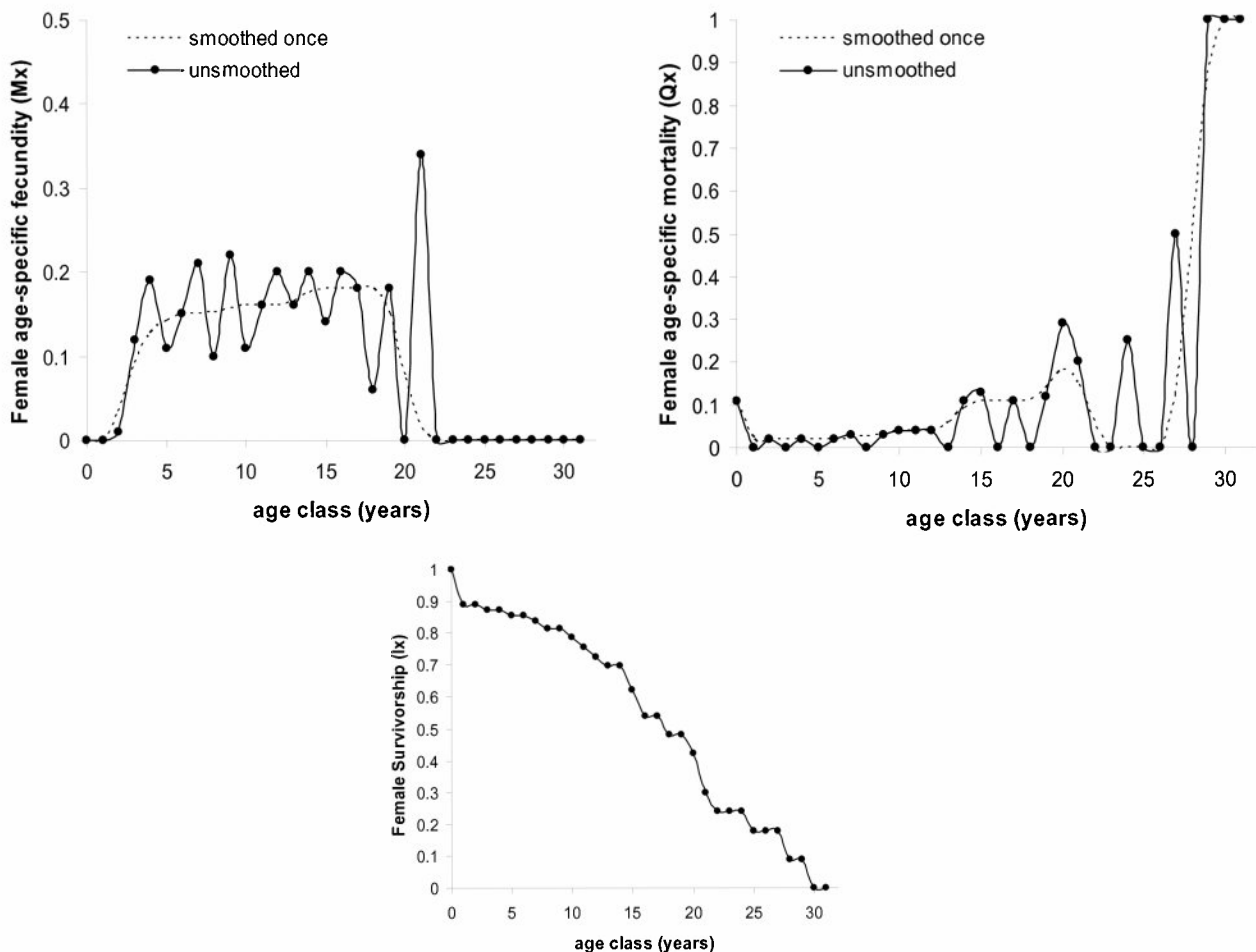 Female age-specific fecundity (Mx)
0.5
0.4
0.3
0.2
0.1
0
smoothed once
unsmoothed
0 5 10 15 20 25 30
age class (years)
Female age-specific mortality (Qx)
1
0.9
0.8
0.7
0.6
0.5
0.4
0.3
0.2
0.1
0
smoothed once
unsmoothed
0 5 10 15 20 25 30
age class (years)
Female Survivorship (lx)
1
0.9
0.8
0.7
0.6
0.5
0.4
0.3
0.2
0.1
0
0 5 10 15 20 25 30
age class (years)